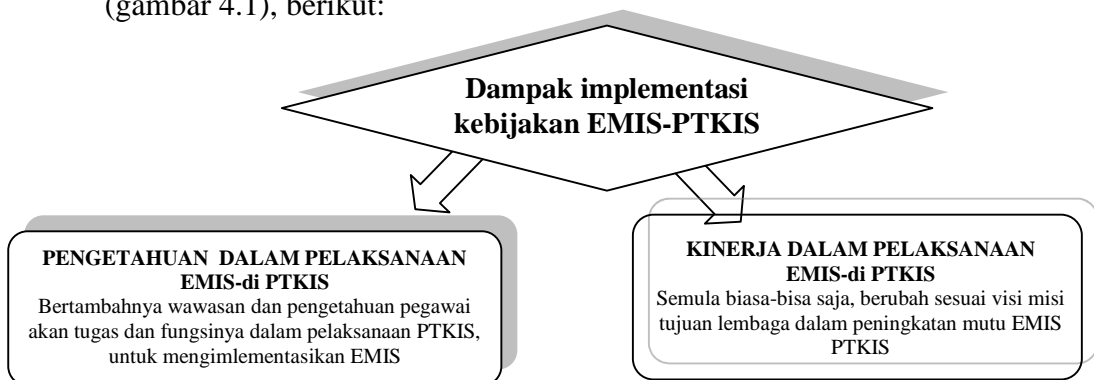 (gambar 4.1), berikut:
Dampak implementasi
kebijakan EMIS-PTKIS
PENGETAHUAN DALAM PELAKSANAAN
EMIS-di PTKIS
Bertambahnya wawasan dan pengetahuan pegawai
akan tugas dan fungsinya dalam pelaksanaan PTKIS,
untuk mengimlementasikan EMIS
KINERJA DALAM PELAKSANAAN
EMIS-di PTKIS
Semula biasa-bisa saja, berubah sesuai visi misi
tujuan lembaga dalam peningkatan mutu EMIS
PTKIS